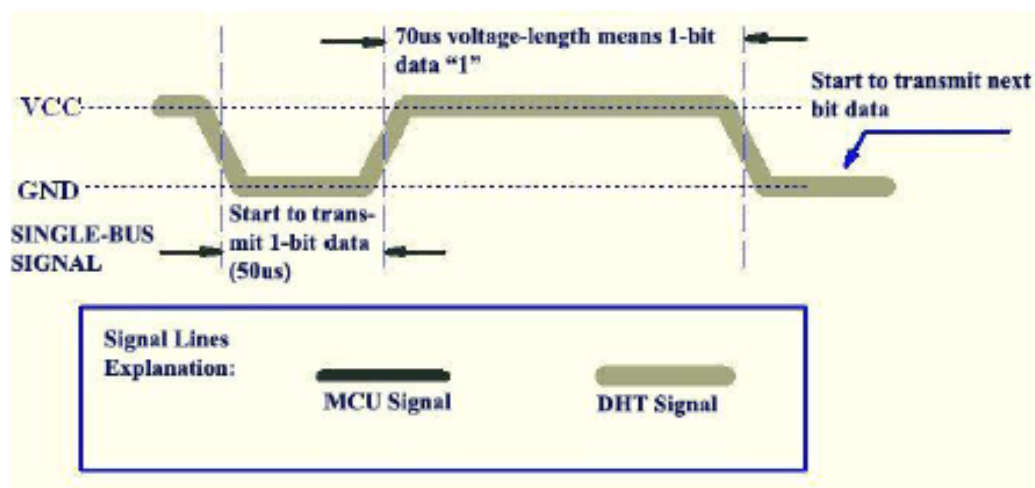 70us voltage-length means 1-bit
data “1”
Start to transmit next
bit data
VCC
GND
SINGLE-BUS
SIGNAL
Start to trans-
mit 1-bit data
(50us)
Signal Lines
Explanation:
MCU Signal
DHT Signal